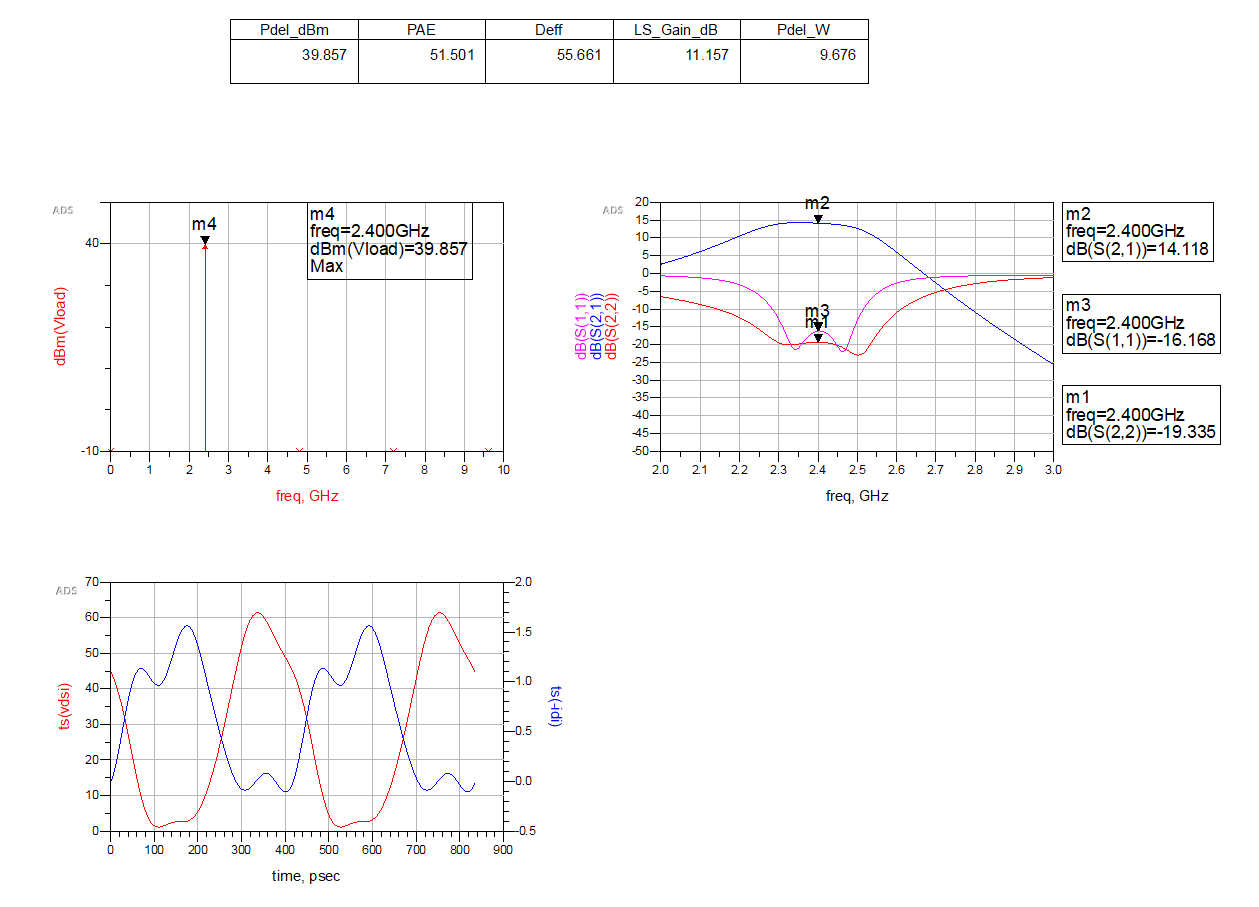 Pdel_dBm PAE Deff LS_Gain_dB Pdel_W
39.857 51.501 55.661 11.157 9.676
ADS
m4
m4
freq=2.400GHz
dBm(Vload)=39.857
Max
40
-10
dBm(Vload)
0 1 2 3 4 5 6 7 8 9 10
freq, GHz
ADS
20
15
10
5
0
-5
-10
-15
-20
-25
-30
-35
-40
-45
-50
dB(S(1,1))
dB(S(2,1))
dB(S(2,2))
m2
m3
m1
2.0 2.1 2.2 2.3 2.4 2.5 2.6 2.7 2.8 2.9 3.0
freq, GHz
m2
freq=2.400GHz
dB(S(2,1))=14.118
m3
freq=2.400GHz
dB(S(1,1))=-16.168
m1
freq=2.400GHz
dB(S(2,2))=-19.335
ADS
70
60
50
40
30
20
10
0
ts(vdsi)
2.0
1.5
1.0
0.5
0.0
-0.5
ts(-idi)
0 100 200 300 400 500 600 700 800 900
time, psec